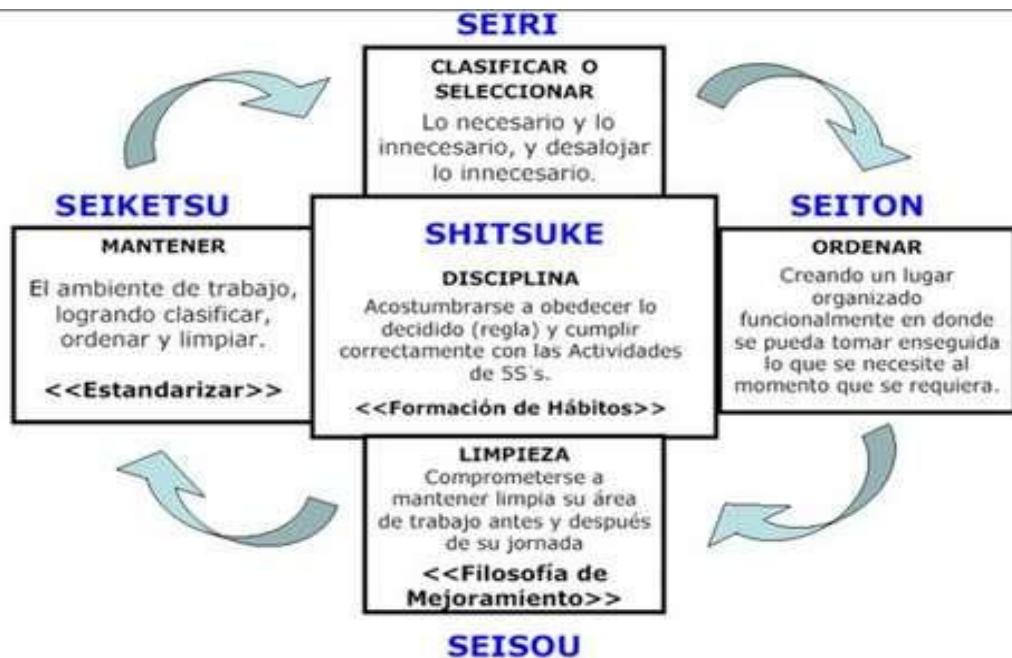 SEIRI
CLASIFICAR O
SELECCIONAR
Lo necesario y lo
innecesario, y desalojar
lo innecesario.
SEIKETSU
MANTENER
El ambiente de trabajo,
logrando clasificar,
ordenar y limpiar.
<<Estandarizar>>
SHITSUKE
DISCIPLINA
Acostumbrarse a obedecer lo
decidido (regla) y cumplir
correctamente con las Actividades
de SS´s.
<<Formación de Hábitos>>
SEITON
ORDENAR
Creando un lugar
organizado
funcionalmente en donde
se pueda tomar enseguida
lo que se necesite al
momento que se requiera.
LIMPIEZA
Comprometerse a
mantener limpia su área
de trabajo antes y después
de su jornada
<<Filosofía de
Mejoramiento>>
SEISOU